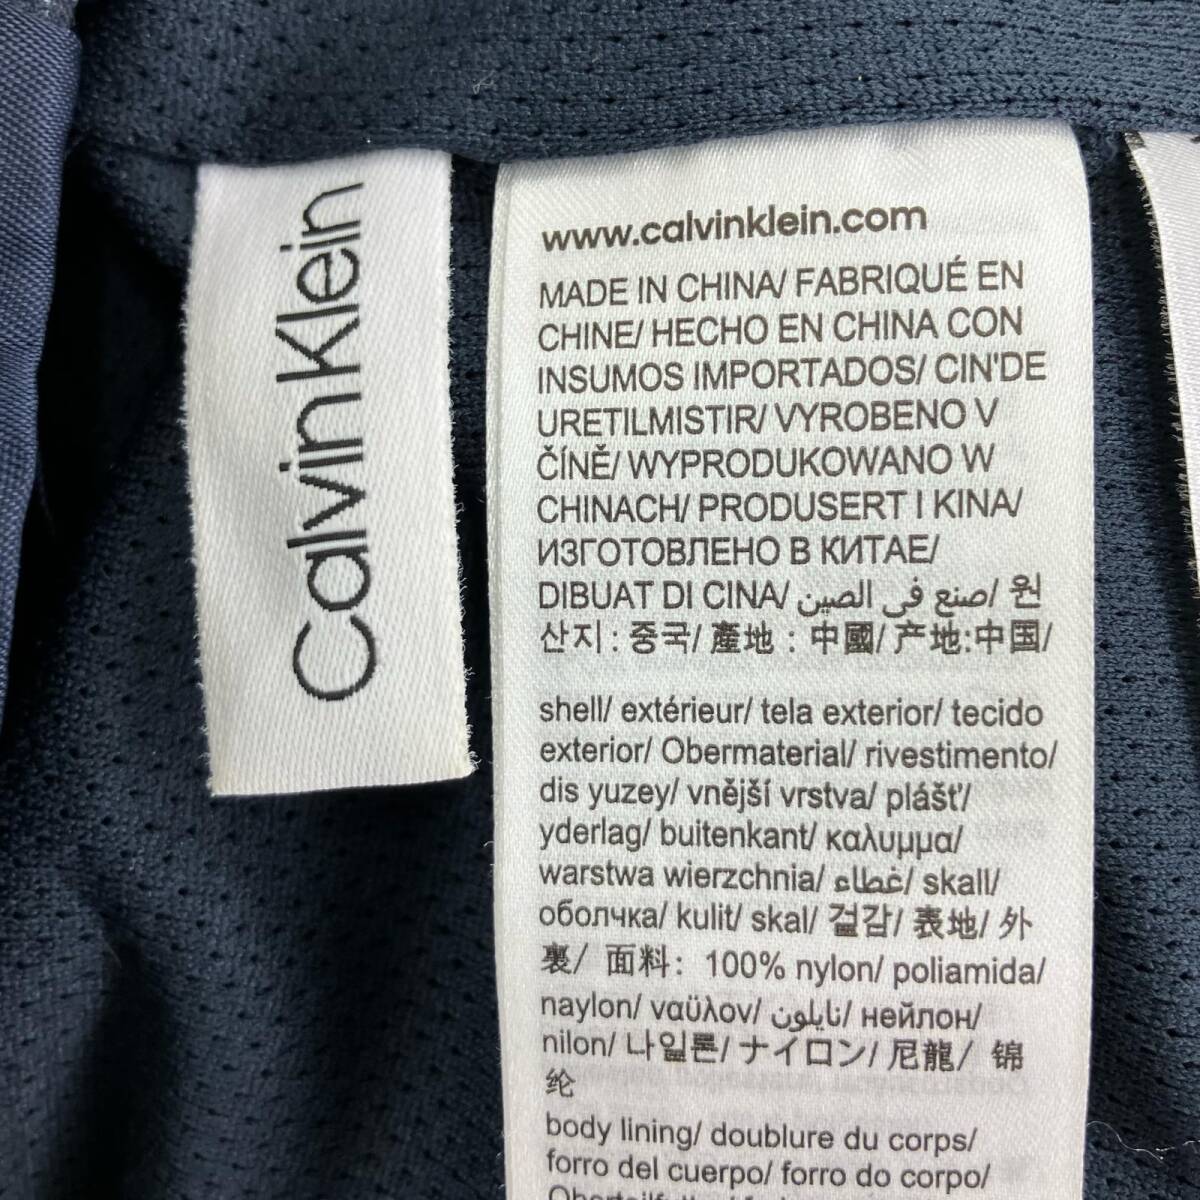 Calvin Klein
www.calvinklein.com
MADE IN CHINA/ FABRIQUÉ EN
CHINE/ HECHO EN CHINA CON
INSUMOS IMPORTADOS/ CIN'DE
URETILMISTIR/ VYROBENO V
ČÍNĚ/ WYPRODUKOWANO W
CHINACH/ PRODUSERT I KINA/
ИЗГОТОВЛЕНО В КИТАЕ/
DIBUAT DI CINA/ صنع في الصين/ 원
산지 : 중국/ 產地 : 中國/ 产地:中国/
shell/ extérieur/ tela exterior/ tecido
exterior/ Obermaterial/ rivestimento/
dis yuzey/ vnější vrstva/ plášť/
yderlag/ buitenkant/ καλυμμα/
warstwa wierzchnia/ غطاء/ skall/
оболчка/ kulit/ skal/ 겉감/ 表地/ 外
裏/ 面料: 100% nylon/ poliamida/
naylon/ ναϋλον/ نايلون/ нейлон/
nilon/ 나일론/ ナイロン/ 尼龍/ 锦
纶
body lining/ doublure du corps/
forro del cuerpo/ forro do corpo/